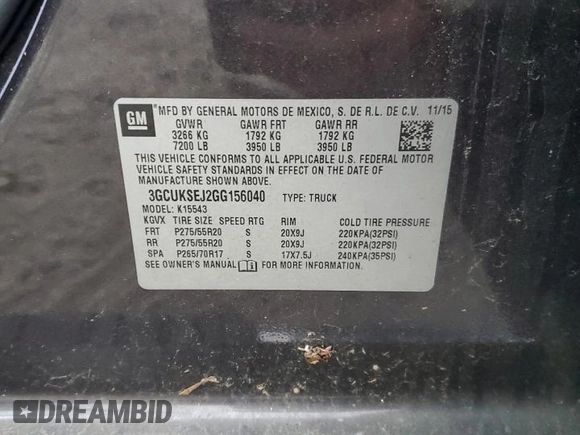 GM
MFD BY GENERAL MOTORS DE MEXICO, S. DE R.L. DE C.V. 11/15
GVWR GAWR FRT GAWR RR
3266 KG 1792 KG 1792 KG
7200 LB 3950 LB 3950 LB
THIS VEHICLE CONFORMS TO ALL APPLICABLE U.S. FEDERAL MOTOR
VEHICLE SAFETY STANDARDS IN EFFECT ON THE DATE OF
MANUFACTURE SHOWN ABOVE.
3GCUKSEJ2GG156040 TYPE: TRUCK
MODEL: K15543
KGVX TIRE SIZE SPEED RTG RIM COLD TIRE PRESSURE
FRT P275/55R20 S 20X9J 220KPA(32PSI)
RR P275/55R20 S 20X9J 220KPA(32PSI)
SPA P265/70R17 S 17X7.5J 240KPA(35PSI)
SEE OWNER'S MANUAL FOR MORE INFORMATION
DREAMBID